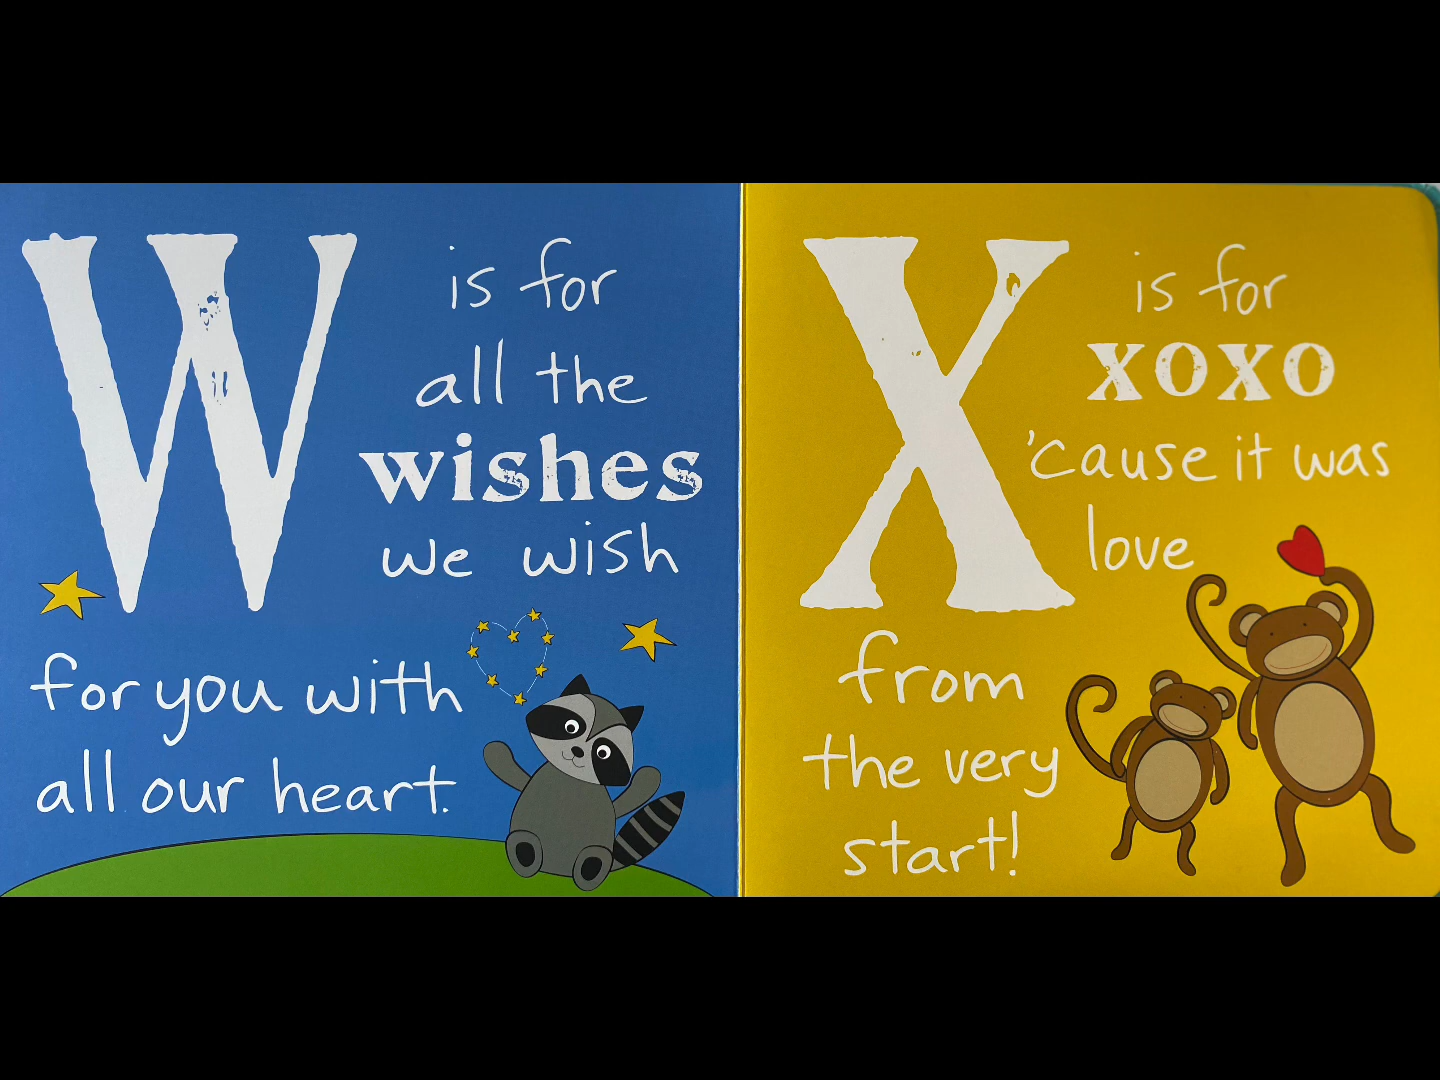 W is for
all the
wishes
we wish
for you with
all our heart.
X is for
xoxo
'cause it was
love
from
the very
start!